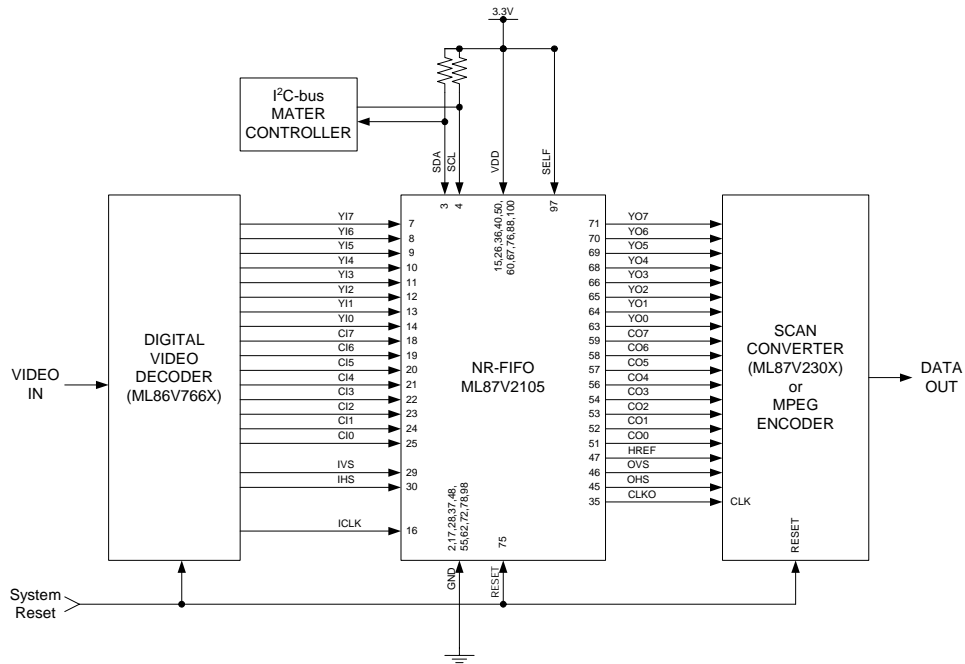 3.3V
I²C-bus
MATER
CONTROLLER
SDA
SCL
VDD
SELF
3
4
15,26,36,40,50,
60,67,76,88,100
97
DIGITAL
VIDEO
DECODER
(ML86V766X)
VIDEO
IN
YI7
YI6
YI5
YI4
YI3
YI2
YI1
YI0
CI7
CI6
CI5
CI4
CI3
CI2
CI1
CI0
IVS
IHS
ICLK
7
8
9
10
11
12
13
14
18
19
20
21
22
23
24
25
29
30
16
NR-FIFO
ML87V2105
71
70
69
68
66
65
64
63
59
58
57
56
54
53
52
51
47
46
45
35
YO7
YO6
YO5
YO4
YO3
YO2
YO1
YO0
CO7
CO6
CO5
CO4
CO3
CO2
CO1
CO0
HREF
OVS
OHS
CLKO
CLK
SCAN
CONVERTER
(ML87V230X)
or
MPEG
ENCODER
DATA
OUT
RESET
2,17,28,37,48,
55,62,72,78,98
75
GND
RESET
System
Reset